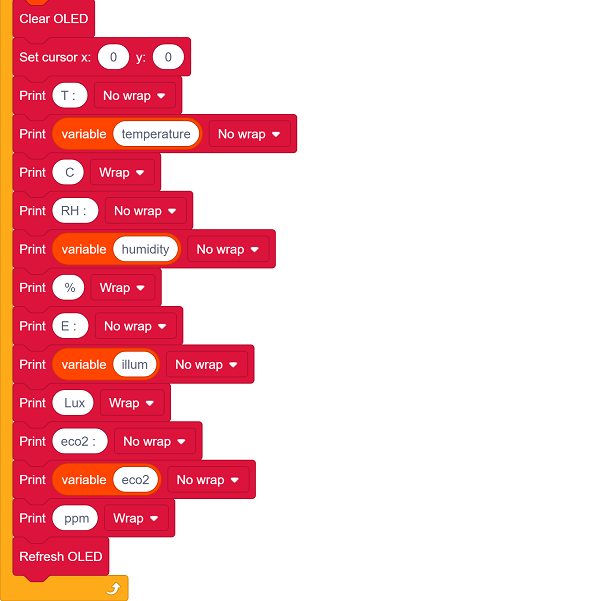 Clear OLED
Set cursor x: 0 y: 0
Print T : No wrap
Print variable temperature No wrap
Print C Wrap
Print RH : No wrap
Print variable humidity No wrap
Print % Wrap
Print E : No wrap
Print variable illum No wrap
Print Lux Wrap
Print eco2 : No wrap
Print variable eco2 No wrap
Print ppm Wrap
Refresh OLED